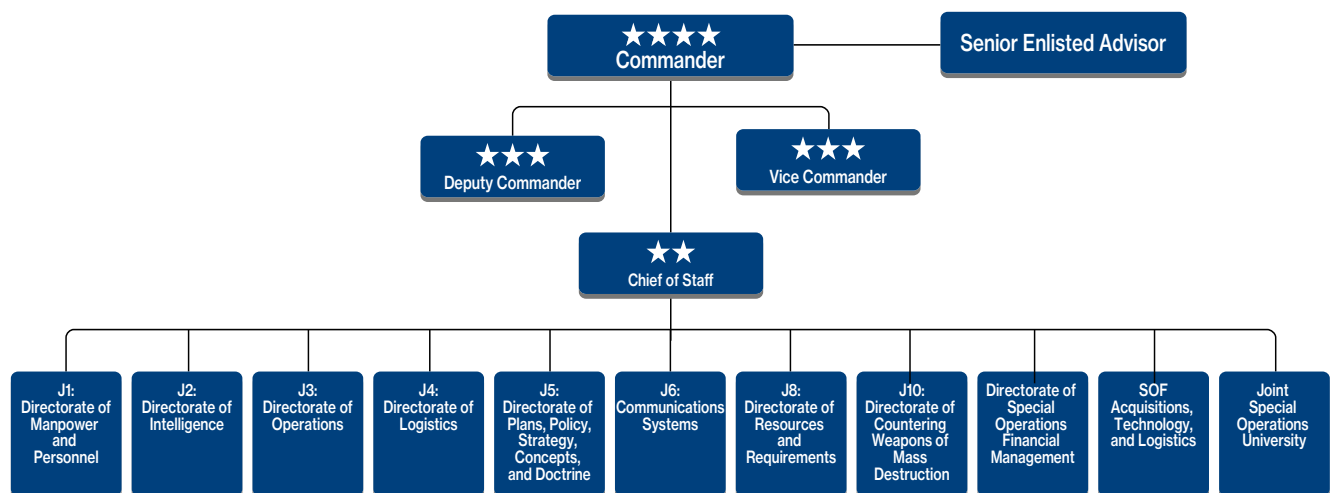 Commander
Senior Enlisted Advisor
Deputy Commander
Vice Commander
Chief of Staff
J1:
Directorate of
Manpower
and
Personnel
J2:
Directorate of
Intelligence
J3:
Directorate of
Operations
J4:
Directorate of
Logistics
J5:
Directorate of
Plans, Policy,
Strategy,
Concepts,
and Doctrine
J6:
Communications
Systems
J8:
Directorate of
Resources
and
Requirements
J10:
Directorate of
Countering
Weapons of
Mass
Destruction
Directorate of
Special
Operations
Financial
Management
SOF
Acquisitions,
Technology,
and Logistics
Joint
Special
Operations
University